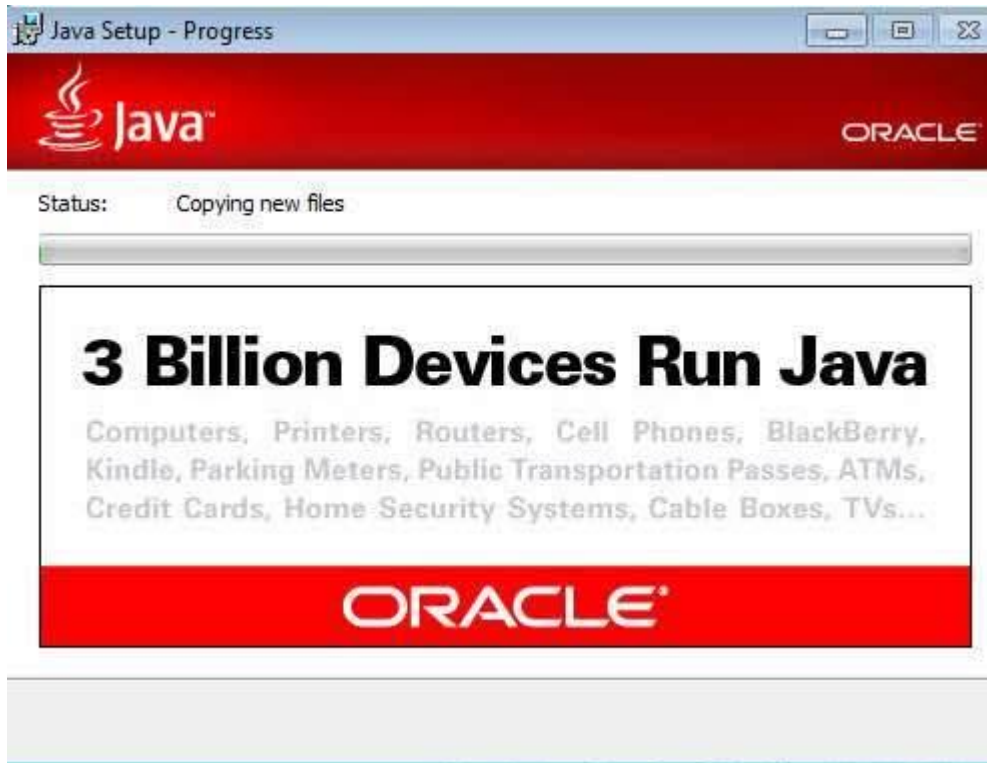 Java Setup - Progress
Java™
ORACLE
Status: Copying new files
3 Billion Devices Run Java
Computers, Printers, Routers, Cell Phones, BlackBerry,
Kindle, Parking Meters, Public Transportation Passes, ATMs,
Credit Cards, Home Security Systems, Cable Boxes, TVs...
ORACLE®